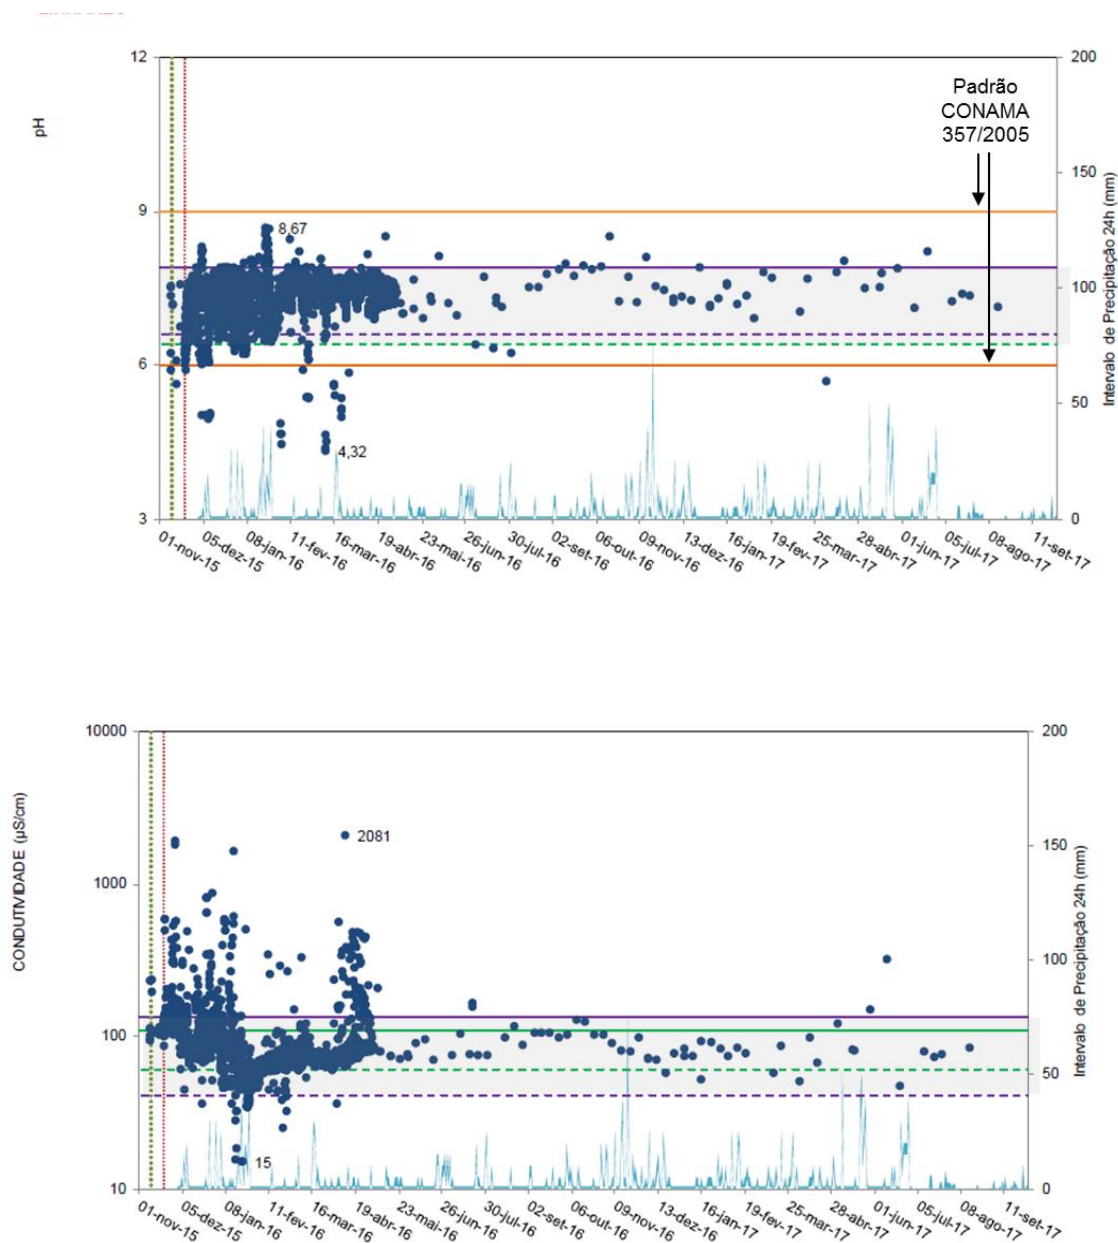 12
200
Padrão
CONAMA
357/2005
pH
150
Intervalo de Precipitação 24h (mm)
9
8,67
100
6
50
4,32
3
0
01-nov-15
05-dez-15
08-jan-16
11-fev-16
16-mar-16
19-abr-16
23-mai-16
26-jun-16
30-jul-16
02-set-16
06-out-16
09-nov-16
13-dez-16
16-jan-17
19-fev-17
25-mar-17
28-abr-17
01-jun-17
05-jul-17
08-ago-17
11-set-17
10000
200
2081
150
CONDUTIVIDADE (µS/cm)
Intervalo de Precipitação 24h (mm)
1000
100
100
50
15
10
0
01-nov-15
05-dez-15
08-jan-16
11-fev-16
16-mar-16
19-abr-16
23-mai-16
26-jun-16
30-jul-16
02-set-16
06-out-16
09-nov-16
13-dez-16
16-jan-17
19-fev-17
25-mar-17
28-abr-17
01-jun-17
05-jul-17
08-ago-17
11-set-17